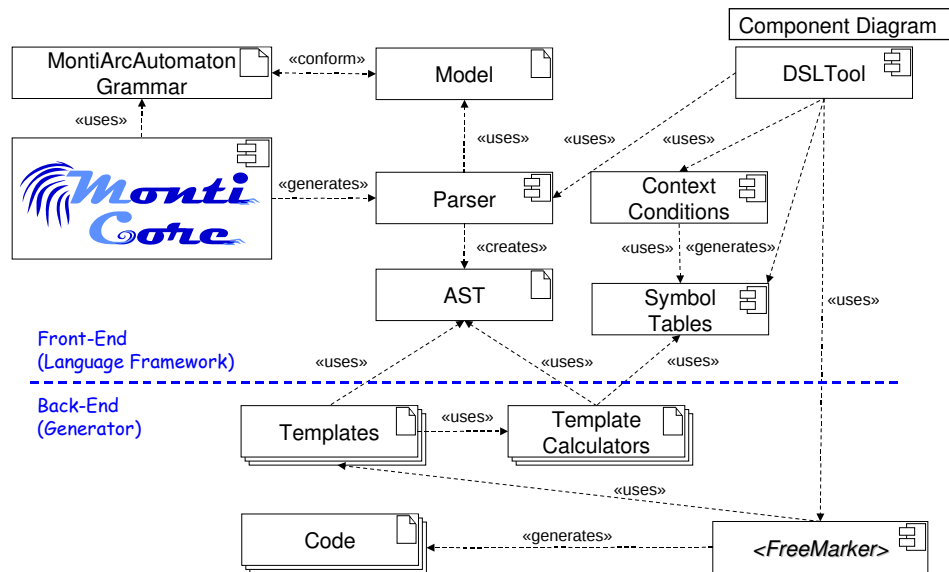 Component Diagram
MontiArcAutomaton
Grammar
«conform»
Model
DSLTool
«uses»
«uses»
«uses»
«uses»
Monti
Core
«generates»
Parser
Context
Conditions
«creates»
«uses»
«generates»
AST
Symbol
Tables
«uses»
Front-End
(Language Framework)
«uses»
«uses»
«uses»
Back-End
(Generator)
Templates
«uses»
Template
Calculators
«uses»
Code
«generates»
<FreeMarker>